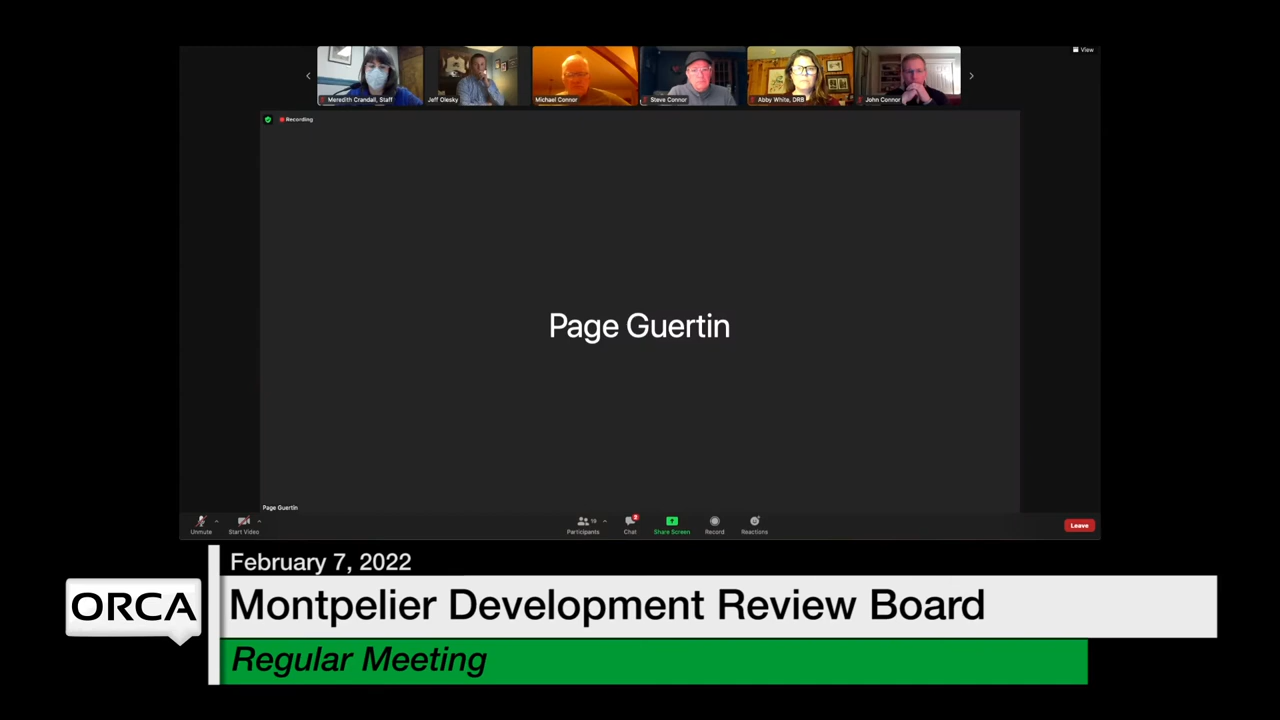 View
Meredith Crandall, Staff
Jeff Olesky
Michael Connor
Steve Connor
Abby White, DRB
John Connor
Recording
Page Guertin
Page Guertin
Unmute
Start Video
Participants
Chat
Share Screen
Record
Reactions
Leave
February 7, 2022
ORCA
Montpelier Development Review Board
Regular Meeting